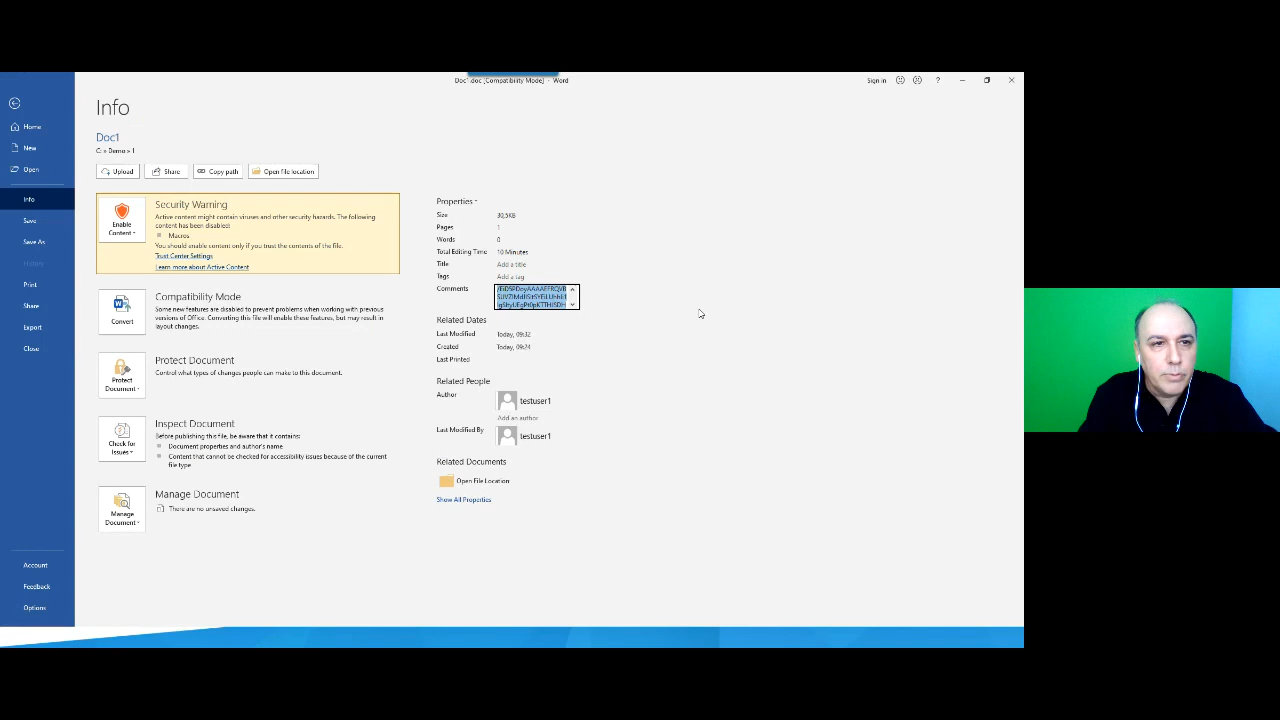 Doc1.doc [Compatibility Mode] - Word
Sign in
?
Home
New
Open
Info
Save
Save As
History
Print
Share
Export
Close
Account
Feedback
Options
Info
Doc1
C: » Demo » 1
Upload
Share
Copy path
Open file location
Enable Content
Security Warning
Active content might contain viruses and other security hazards. The following
content has been disabled:
Macros
You should enable content only if you trust the contents of the file.
Trust Center Settings
Learn more about Active Content
Convert
Compatibility Mode
Some new features are disabled to prevent problems when working with previous
versions of Office. Converting this file will enable these features, but may result in
layout changes.
Protect Document
Protect Document
Control what types of changes people can make to this document.
Check for Issues
Inspect Document
Before publishing this file, be aware that it contains:
Document properties and author's name
Content that cannot be checked for accessibility issues because of the current
file type
Manage Document
Manage Document
There are no unsaved changes.
Properties
Size 30,5KB
Pages 1
Words 0
Total Editing Time 10 Minutes
Title Add a title
Tags Add a tag
Comments
Related Dates
Last Modified Today, 09:32
Created Today, 09:24
Last Printed
Related People
Author testuser1
Add an author
Last Modified By testuser1
Related Documents
Open File Location
Show All Properties